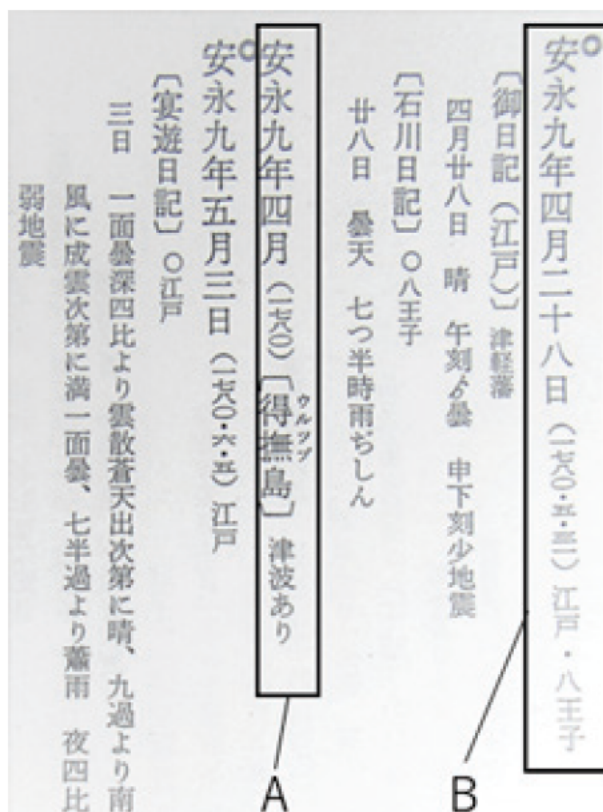 安永九年四月二十八日（一七八〇・五・三一）江戸・八王子
〔御日記（江戸）〕津軽藩
四月廿八日　晴　午刻ゟ曇　申下刻少地震
〔石川日記〕〇八王子
廿八日　曇天　七つ半時雨ぢしん
安永九年四月（一七八〇）〔得撫島〕津波あり
ウルップ
安永九年五月三日（一七八〇・六・五）江戸
〔宴遊日記〕〇江戸
三日　一面曇深四比より雲散蒼天出次第に晴、九過より南
風に成雲次第に満一面曇、七半過より蕭雨　夜四比
弱地震
A
B